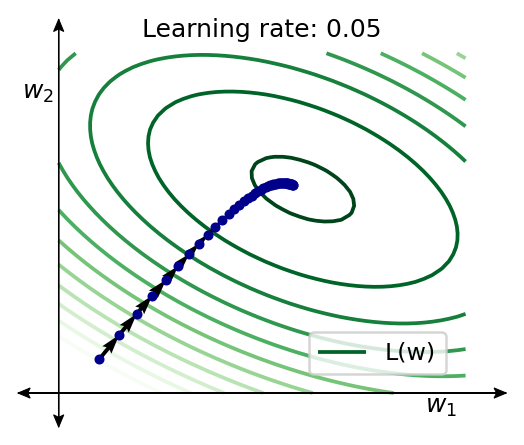 Learning rate: 0.05
w₂
L(w)
w₁